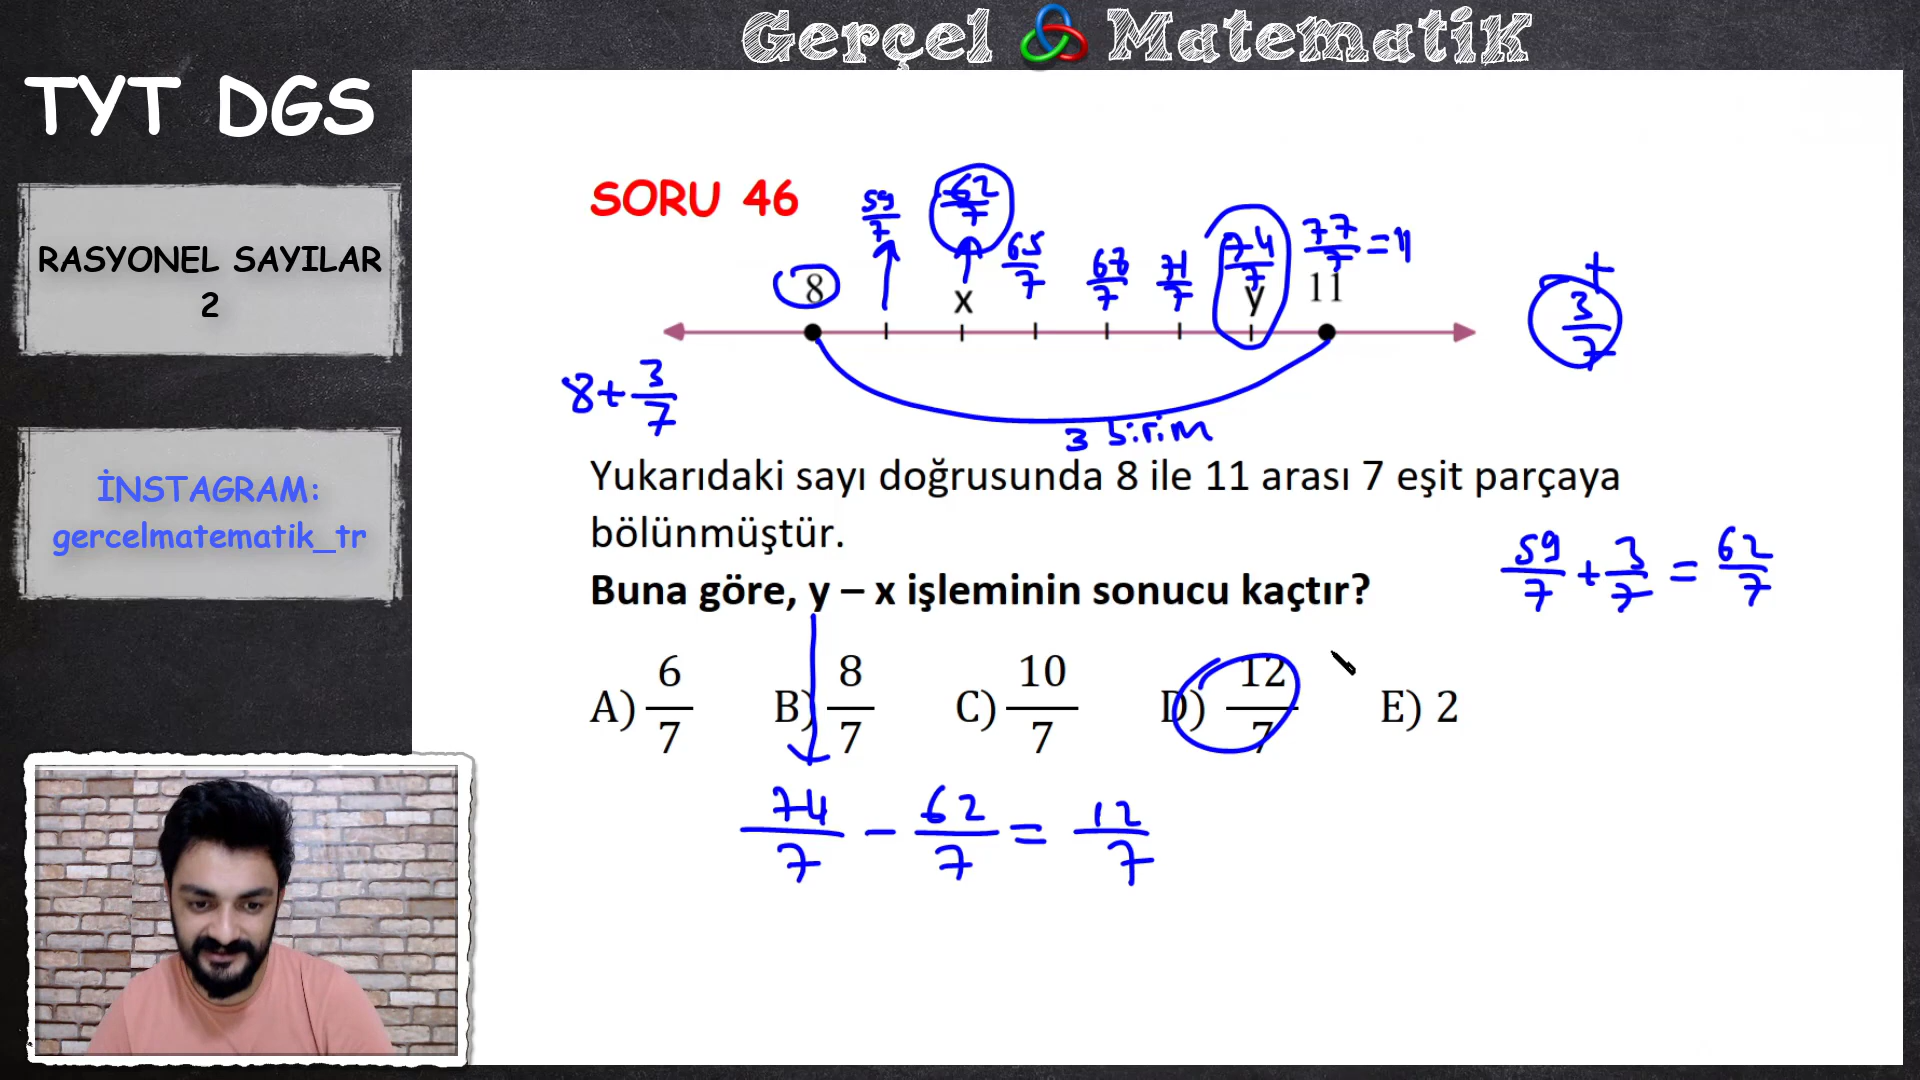 Gerçel Matematik
TYT DGS
RASYONEL SAYILAR
2
İNSTAGRAM:
gercelmatematik_tr
SORU 46
59/7 62/7 65/7 68/7 71/7 74/7 77/7 = 11
8 x y 11
+ 3/7
8 + 3/7
3 birim
Yukarıdaki sayı doğrusunda 8 ile 11 arası 7 eşit parçaya
bölünmüştür.
Buna göre, y – x işleminin sonucu kaçtır?
59/7 + 3/7 = 62/7
A) 6/7 B) 8/7 C) 10/7 D) 12/7 E) 2
74/7 - 62/7 = 12/7